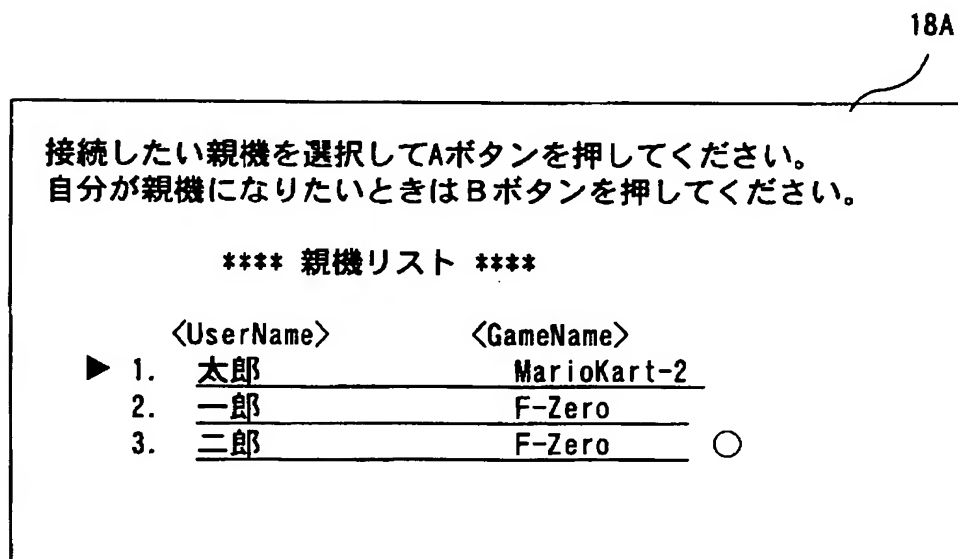 18A
接続したい親機を選択してAボタンを押してください。
自分が親機になりたいときはBボタンを押してください。
**** 親機リスト ****
<UserName> <GameName>
▶ 1. 太郎 MarioKart-2
2. 一郎 F-Zero
3. 二郎 F-Zero ○